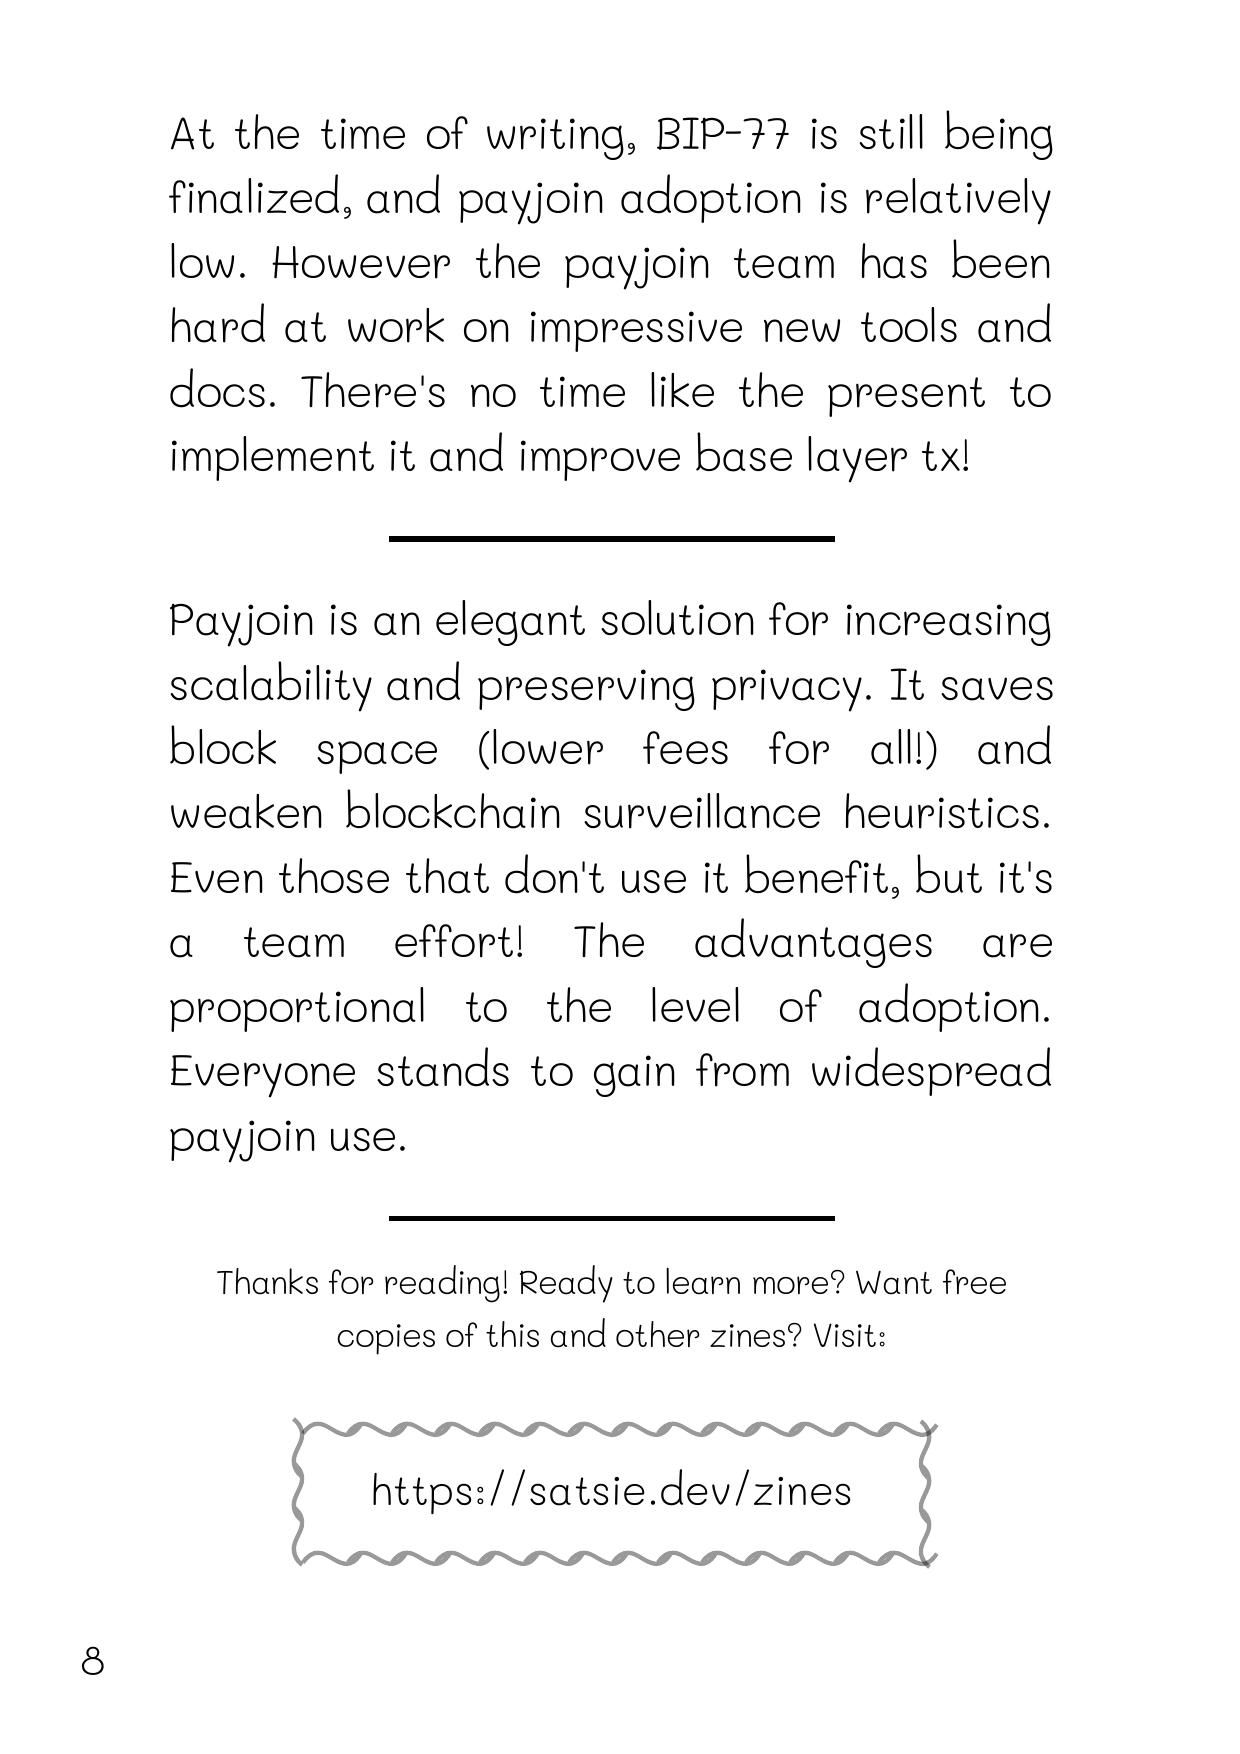 At the time of writing, BIP-77 is still being
finalized, and payjoin adoption is relatively
low. However the payjoin team has been
hard at work on impressive new tools and
docs. There's no time like the present to
implement it and improve base layer tx!
Payjoin is an elegant solution for increasing
scalability and preserving privacy. It saves
block space (lower fees for all!) and
weaken blockchain surveillance heuristics.
Even those that don't use it benefit, but it's
a team effort! The advantages are
proportional to the level of adoption.
Everyone stands to gain from widespread
payjoin use.
Thanks for reading! Ready to learn more? Want free
copies of this and other zines? Visit:
https://satsie.dev/zines
8